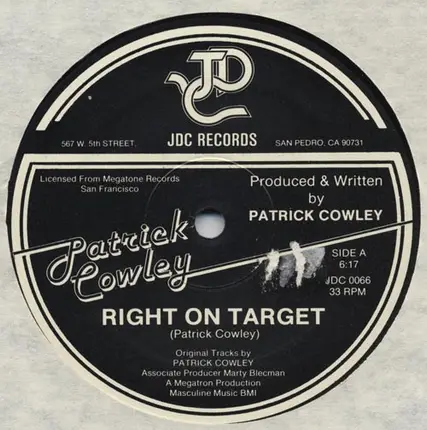 JDC
JDC RECORDS
567 W. 5th STREET,
SAN PEDRO, CA 90731
Licensed From Megatone Records
San Francisco
Produced & Written
by
PATRICK COWLEY
Patrick
Cowley
SIDE A
6:17
JDC 0066
33 RPM
RIGHT ON TARGET
(Patrick Cowley)
Original Tracks by
PATRICK COWLEY
Associate Producer Marty Blecman
A Megatron Production
Masculine Music BMI